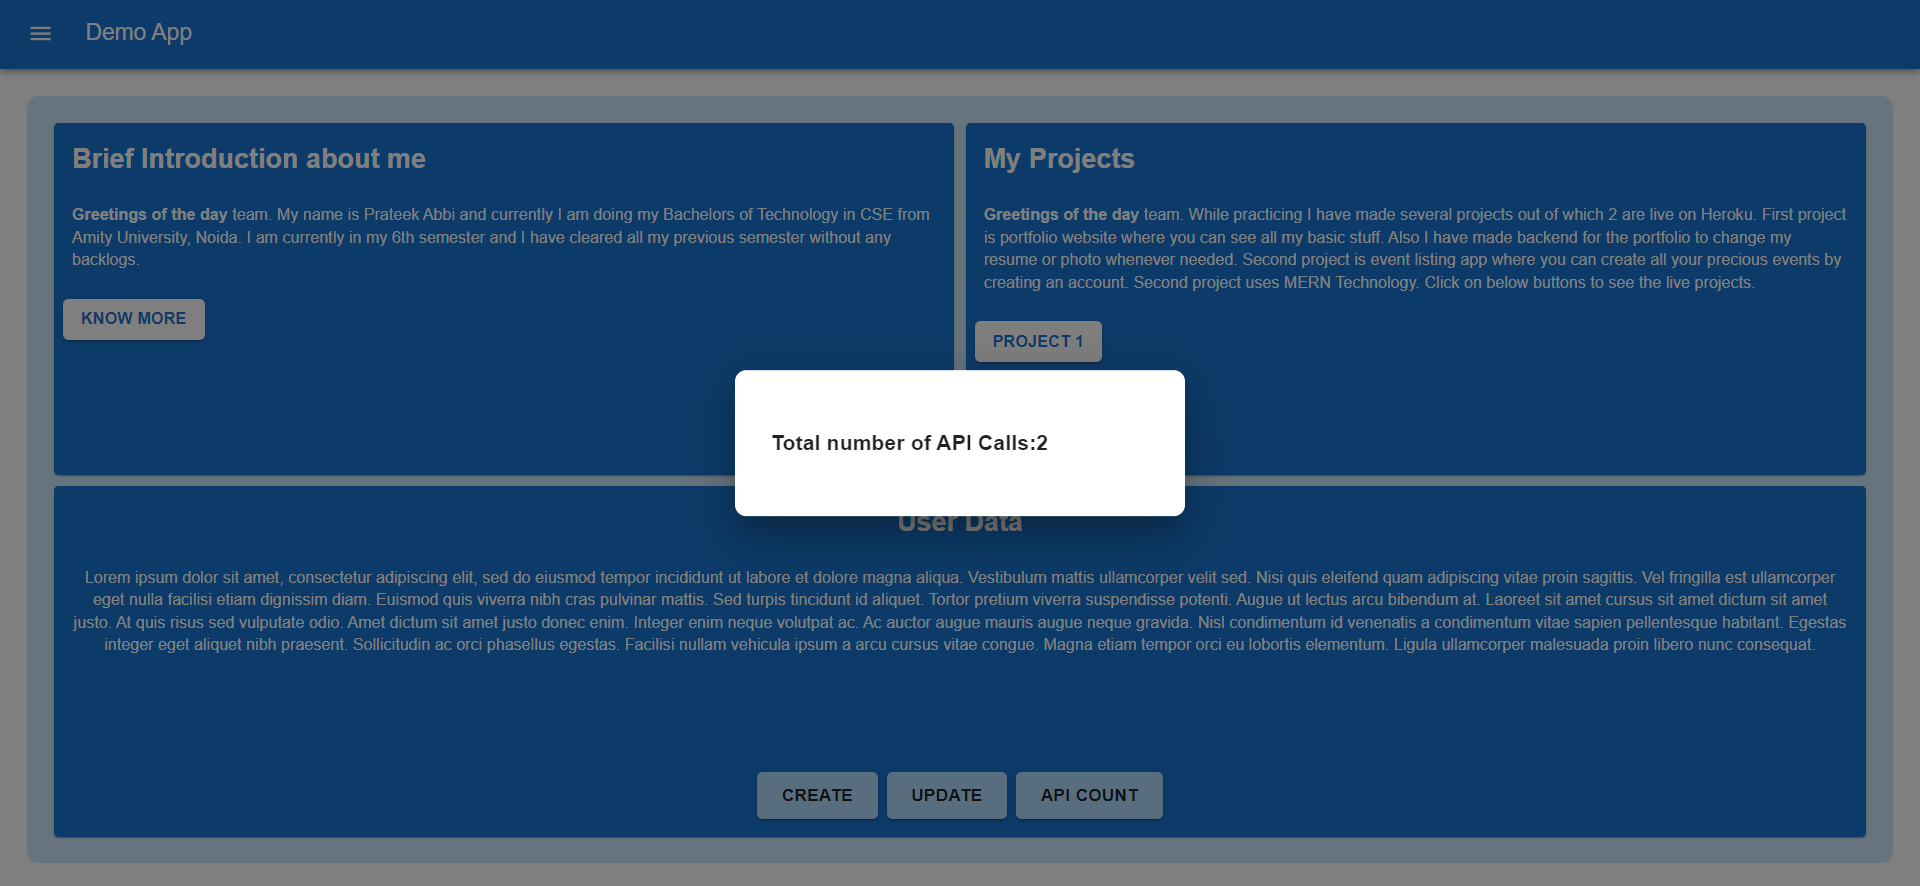 Demo App
Brief Introduction about me
Greetings of the day team. My name is Prateek Abbi and currently I am doing my Bachelors of Technology in CSE from
Amity University, Noida. I am currently in my 6th semester and I have cleared all my previous semester without any
backlogs.
KNOW MORE
My Projects
Greetings of the day team. While practicing I have made several projects out of which 2 are live on Heroku. First project
is portfolio website where you can see all my basic stuff. Also I have made backend for the portfolio to change my
resume or photo whenever needed. Second project is event listing app where you can create all your precious events by
creating an account. Second project uses MERN Technology. Click on below buttons to see the live projects.
PROJECT 1
Total number of API Calls:2
User Data
Lorem ipsum dolor sit amet, consectetur adipiscing elit, sed do eiusmod tempor incididunt ut labore et dolore magna aliqua. Vestibulum mattis ullamcorper velit sed. Nisi quis eleifend quam adipiscing vitae proin sagittis. Vel fringilla est ullamcorper
eget nulla facilisi etiam dignissim diam. Euismod quis viverra nibh cras pulvinar mattis. Sed turpis tincidunt id aliquet. Tortor pretium viverra suspendisse potenti. Augue ut lectus arcu bibendum at. Laoreet sit amet cursus sit amet dictum sit amet
justo. At quis risus sed vulputate odio. Amet dictum sit amet justo donec enim. Integer enim neque volutpat ac. Ac auctor augue mauris augue neque gravida. Nisl condimentum id venenatis a condimentum vitae sapien pellentesque habitant. Egestas
integer eget aliquet nibh praesent. Sollicitudin ac orci phasellus egestas. Facilisi nullam vehicula ipsum a arcu cursus vitae congue. Magna etiam tempor orci eu lobortis elementum. Ligula ullamcorper malesuada proin libero nunc consequat.
CREATE
UPDATE
API COUNT